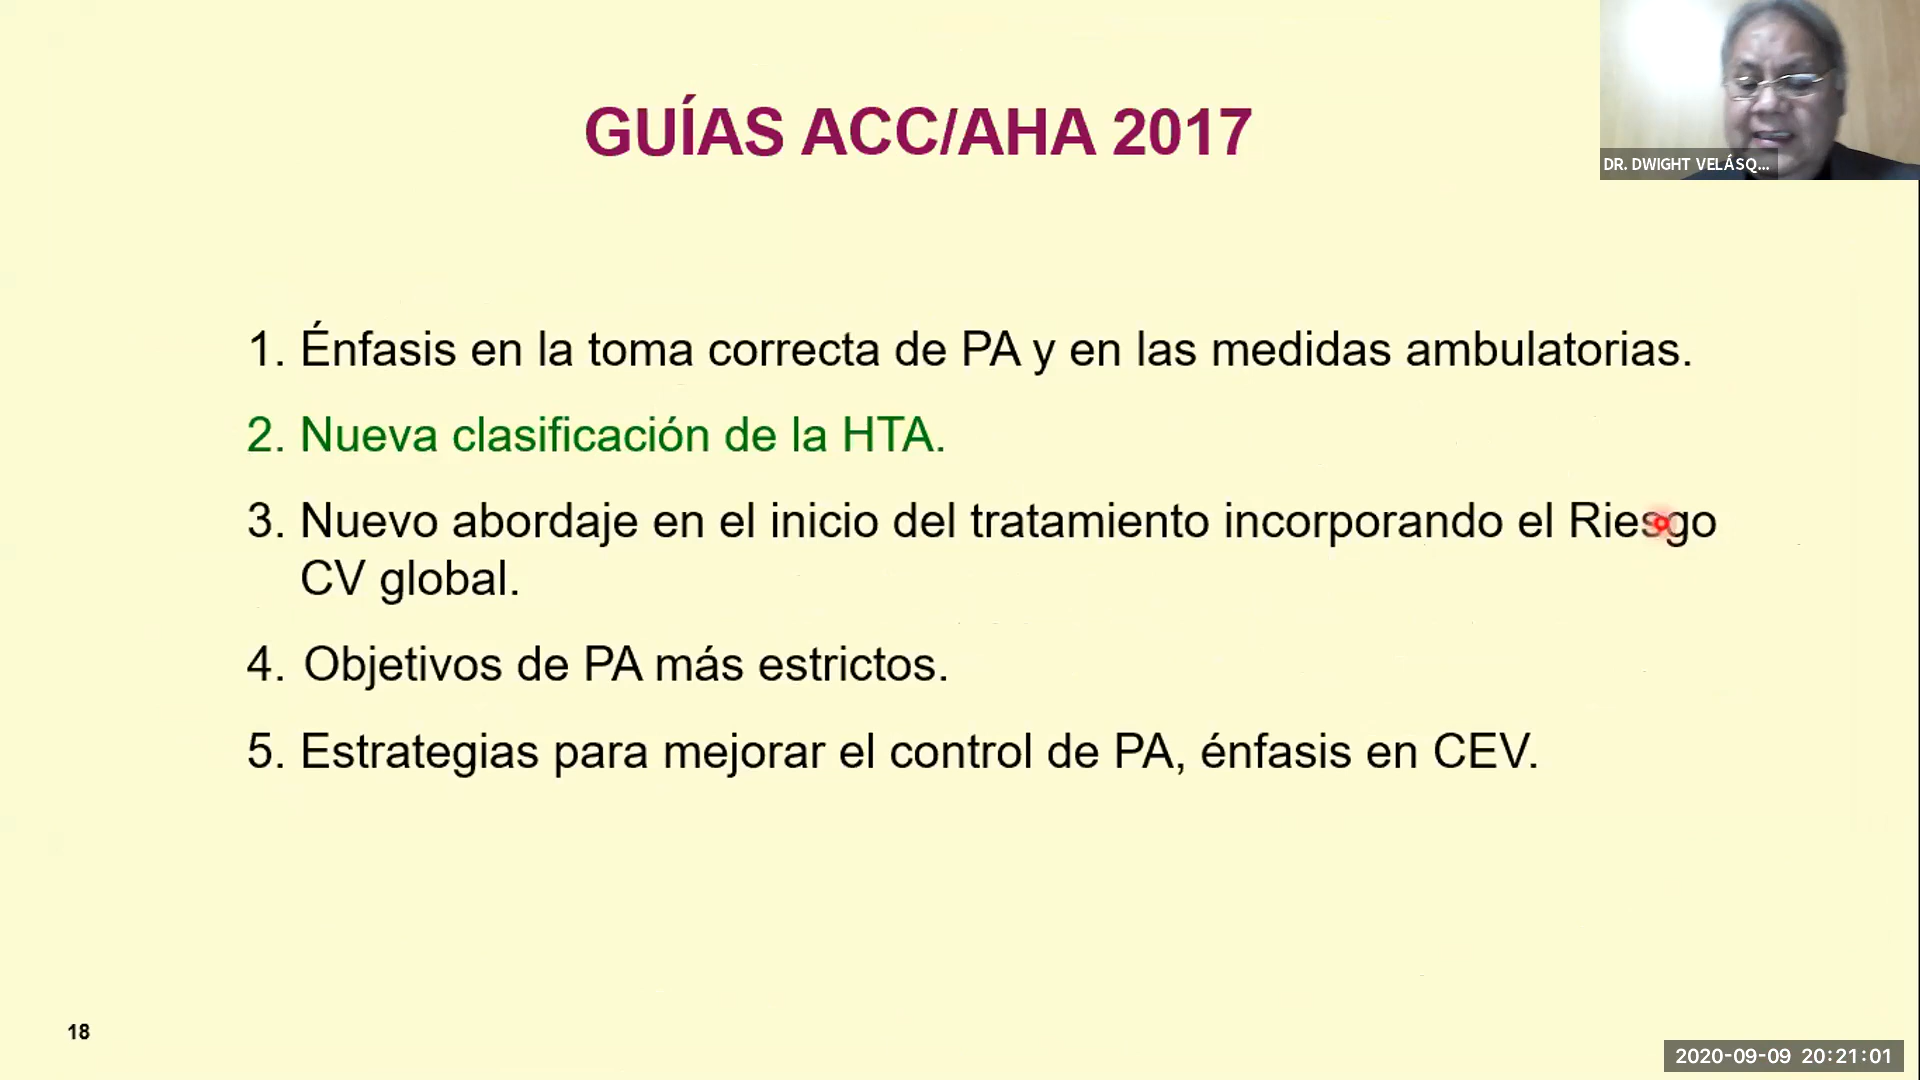 GUÍAS ACC/AHA 2017
DR. DWIGHT VELÁSQ...
1. Énfasis en la toma correcta de PA y en las medidas ambulatorias.
2. Nueva clasificación de la HTA.
3. Nuevo abordaje en el inicio del tratamiento incorporando el Riesgo
CV global.
4. Objetivos de PA más estrictos.
5. Estrategias para mejorar el control de PA, énfasis en CEV.
18
2020-09-09 20:21:01